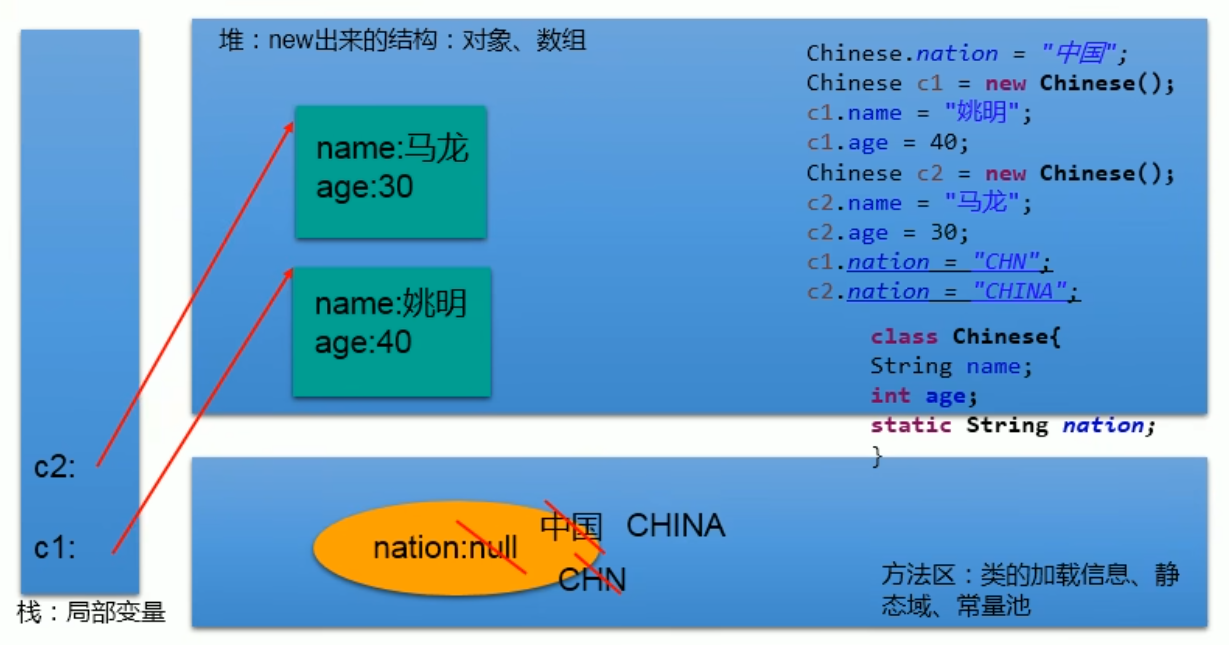 堆：new出来的结构：对象、数组
name:马龙
age:30
name:姚明
age:40
Chinese.nation = "中国";
Chinese c1 = new Chinese();
c1.name = "姚明";
c1.age = 40;
Chinese c2 = new Chinese();
c2.name = "马龙";
c2.age = 30;
c1.nation = "CHN";
c2.nation = "CHINA";
class Chinese{
String name;
int age;
static String nation;
}
c2:
c1:
栈：局部变量
nation:null
中国 CHINA
CHN
方法区：类的加载信息、静
态域、常量池